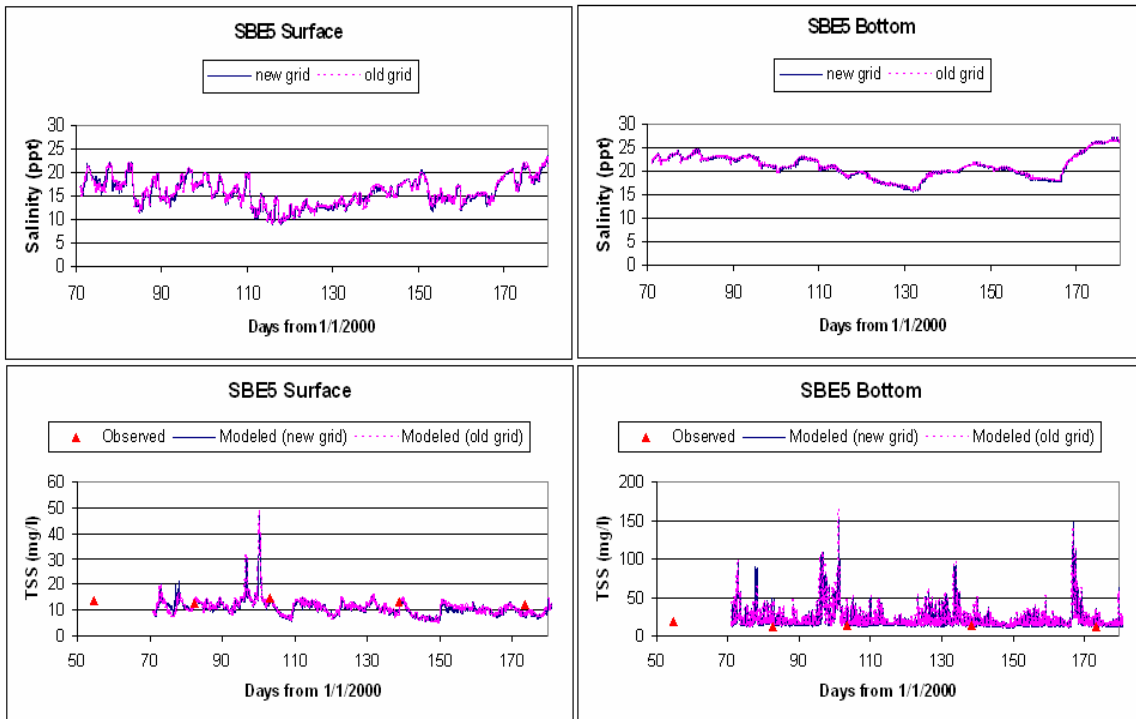 SBE5 Surface
new grid old grid
Salinity (ppt)
30
25
20
15
10
5
0
70 90 110 130 150 170
Days from 1/1/2000
SBE5 Bottom
new grid old grid
Salinity (ppt)
30
25
20
15
10
5
0
70 90 110 130 150 170
Days from 1/1/2000
SBE5 Surface
Observed Modeled (new grid) Modeled (old grid)
TSS (mg/l)
60
50
40
30
20
10
0
50 70 90 110 130 150 170
Days from 1/1/2000
SBE5 Bottom
Observed Modeled (new grid) Modeled (old grid)
TSS (mg/l)
200
150
100
50
0
50 70 90 110 130 150 170
Days from 1/1/2000